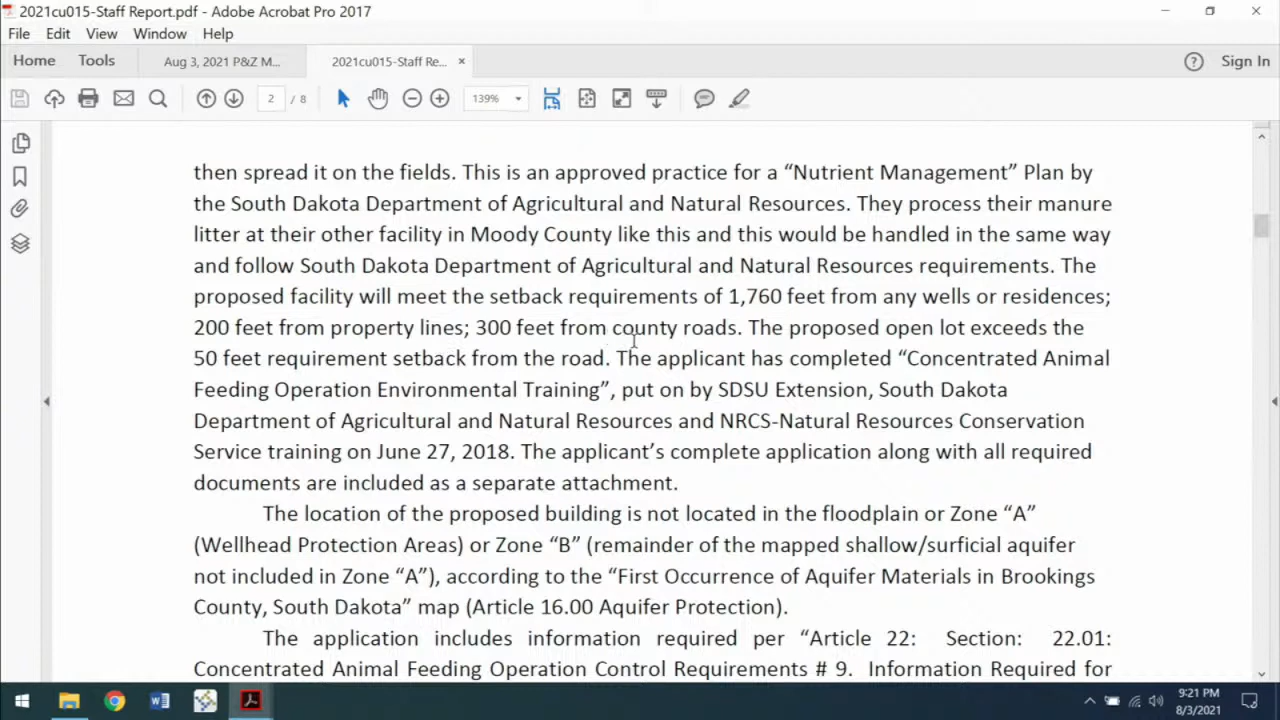 2021cu015-Staff Report.pdf - Adobe Acrobat Pro 2017
File Edit View Window Help
Home Tools Aug 3, 2021 P&Z M... 2021cu015-Staff Re... × Sign In
2 / 8 139%
then spread it on the fields. This is an approved practice for a “Nutrient Management” Plan by
the South Dakota Department of Agricultural and Natural Resources. They process their manure
litter at their other facility in Moody County like this and this would be handled in the same way
and follow South Dakota Department of Agricultural and Natural Resources requirements. The
proposed facility will meet the setback requirements of 1,760 feet from any wells or residences;
200 feet from property lines; 300 feet from county roads. The proposed open lot exceeds the
50 feet requirement setback from the road. The applicant has completed “Concentrated Animal
Feeding Operation Environmental Training”, put on by SDSU Extension, South Dakota
Department of Agricultural and Natural Resources and NRCS-Natural Resources Conservation
Service training on June 27, 2018. The applicant’s complete application along with all required
documents are included as a separate attachment.
The location of the proposed building is not located in the floodplain or Zone “A”
(Wellhead Protection Areas) or Zone “B” (remainder of the mapped shallow/surficial aquifer
not included in Zone “A”), according to the “First Occurrence of Aquifer Materials in Brookings
County, South Dakota” map (Article 16.00 Aquifer Protection).
The application includes information required per “Article 22: Section: 22.01:
Concentrated Animal Feeding Operation Control Requirements # 9. Information Required for
9:21 PM
8/3/2021